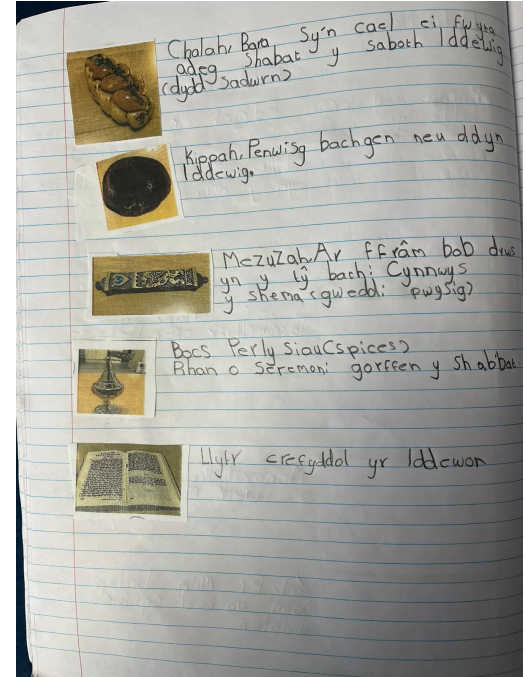 Chalah, Bara sy'n cael ei fwyta
adeg shabat y saboth Iddewig
(dydd Sadwrn)
Kippah, Penwisg bachgen neu ddyn
Iddewig.
Mezuzah, Ar ffrâm bob drws
yn y tŷ bach; Cynnwys
y shema (gweddi pwysig)
Bocs Perlysiau (spices)
Rhan o seremoni gorffen y Shabbat
Llyfr crefyddol yr Iddewon